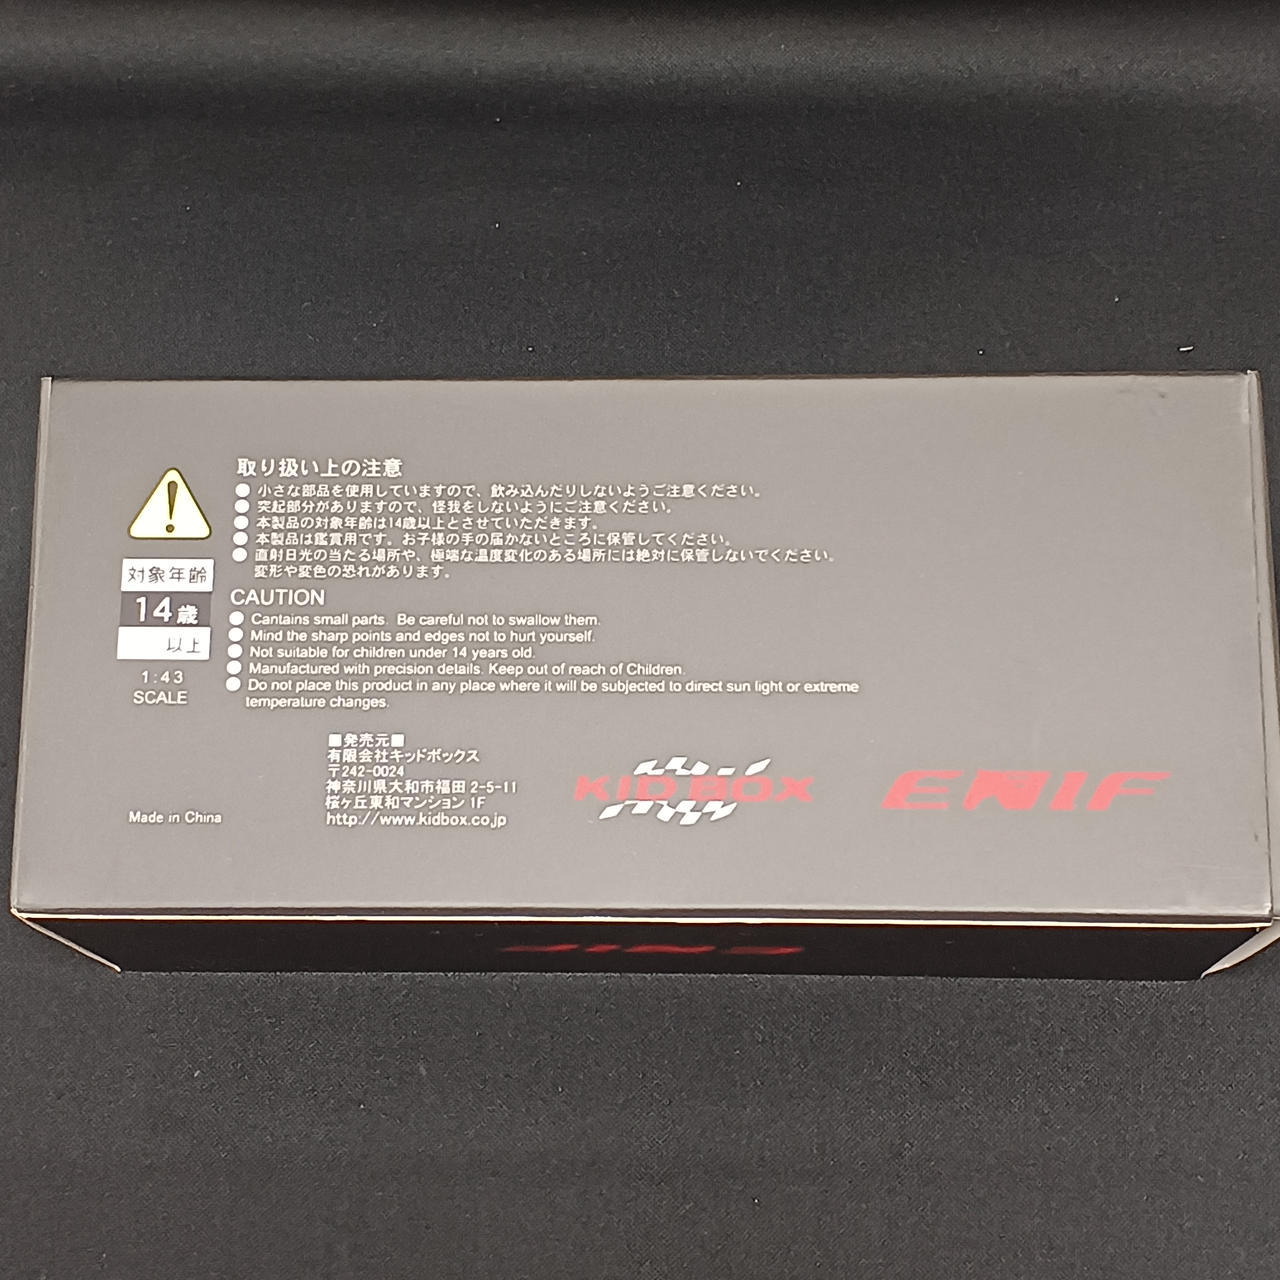 取り扱い上の注意
● 小さな部品を使用していますので、飲み込んだりしないようご注意ください。
● 突起部分がありますので、怪我をしないようにご注意ください。
● 本製品の対象年齢は14歳以上とさせていただきます。
● 本製品は鑑賞用です。お子様の手の届かないところに保管してください。
● 直射日光の当たる場所や、極端な温度変化のある場所には絶対に保管しないでください。
変形や変色の恐れがあります。
対象年齢
14歳
以上
1:43
SCALE
CAUTION
● Cantains small parts. Be careful not to swallow them.
● Mind the sharp points and edges not to hurt yourself.
● Not suitable for children under 14 years old.
● Manufactured with precision details. Keep out of reach of Children.
● Do not place this product in any place where it will be subjected to direct sun light or extreme
temperature changes.
■発売元■
有限会社キッドボックス
〒242-0024
神奈川県大和市福田 2-5-11
桜ヶ丘東和マンション 1F
http://www.kidbox.co.jp
Made in China
KID BOX
ENIF
ENIF